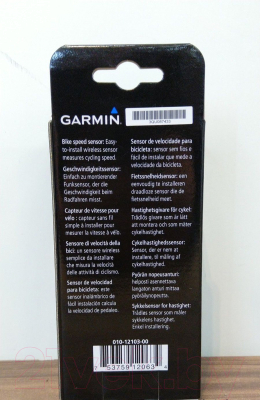 GARMIN
Bike speed sensor: Easy-
to-install wireless sensor
measures cycling speed.
Geschwindigkeitssensor:
Einfach zu montierender
Funksensor, der die
Geschwindigkeit beim
Radfahren misst.
Capteur de vitesse pour
vélo : capteur sans fil
simple à installer pour
mesurer la vitesse à vélo.
Sensore di velocità della
bici: un sensore wireless
semplice da installare
che misura la velocità
delle attività di ciclismo.
Sensor de velocidad
para bicicleta: este
sensor inalámbrico de
fácil instalación calcula
la velocidad de pedaleo.
Sensor de velocidade para
bicicleta: sensor sem fios e
fácil de instalar que mede a
velocidade da bicicleta.
Fietssnelheidsensor: een
eenvoudig te installeren
draadloze sensor die de
fietssnelheid meet.
Hastighetsgivare för cykel:
Trådlös givare som är lätt
att montera och som mäter
cykelhastighet.
Cykelhastighedssensor:
Sensor, der er nem at
installere, til måling af
cykelhastighed.
Pyörän nopeusanturi:
helposti asennettava
langaton anturi mittaa
pyöräilynopeutta.
Sykkelsensor for hastighet:
Trådløs sensor som måler
sykkelens hastighet.
Enkel installering.
010-12103-00
7 53759 12063 4